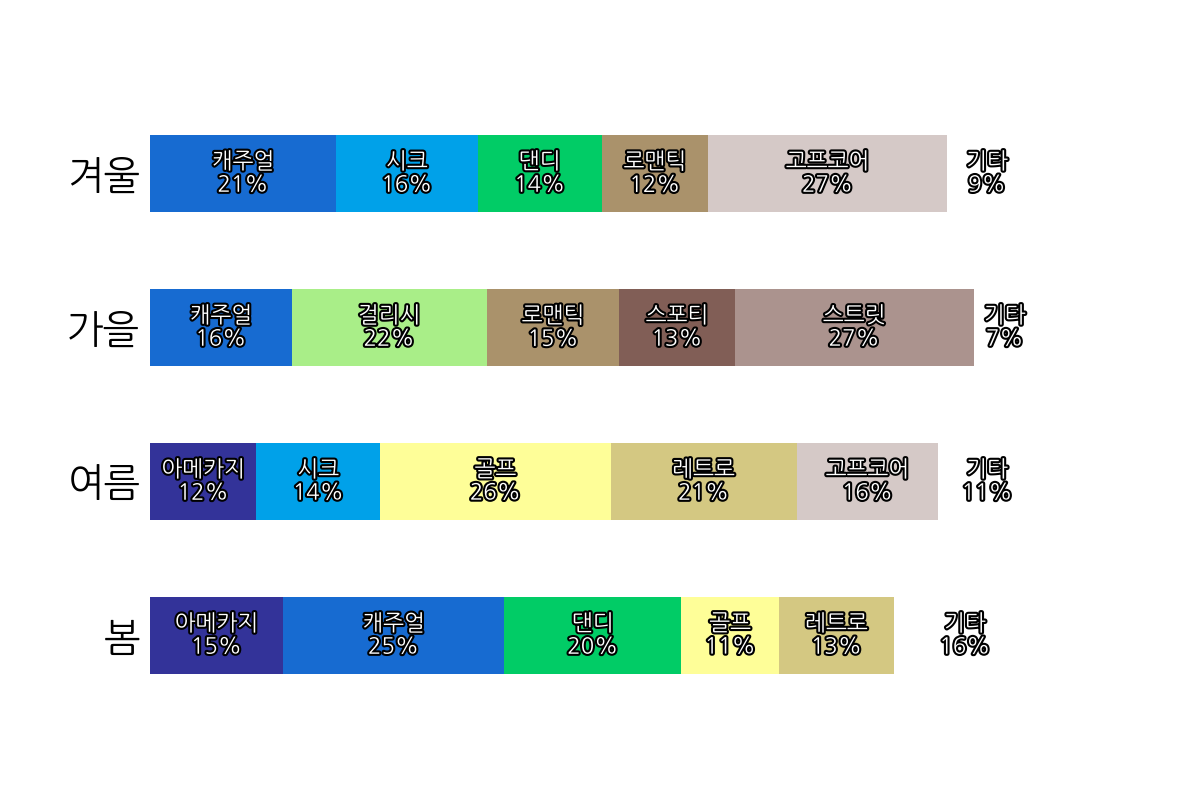 겨울
캐주얼
21%
시크
16%
댄디
14%
로맨틱
12%
고프코어
27%
기타
9%
가을
캐주얼
16%
걸리시
22%
로맨틱
15%
스포티
13%
스트릿
27%
기타
7%
여름
아메카지
12%
시크
14%
골프
26%
레트로
21%
고프코어
16%
기타
11%
봄
아메카지
15%
캐주얼
25%
댄디
20%
골프
11%
레트로
13%
기타
16%